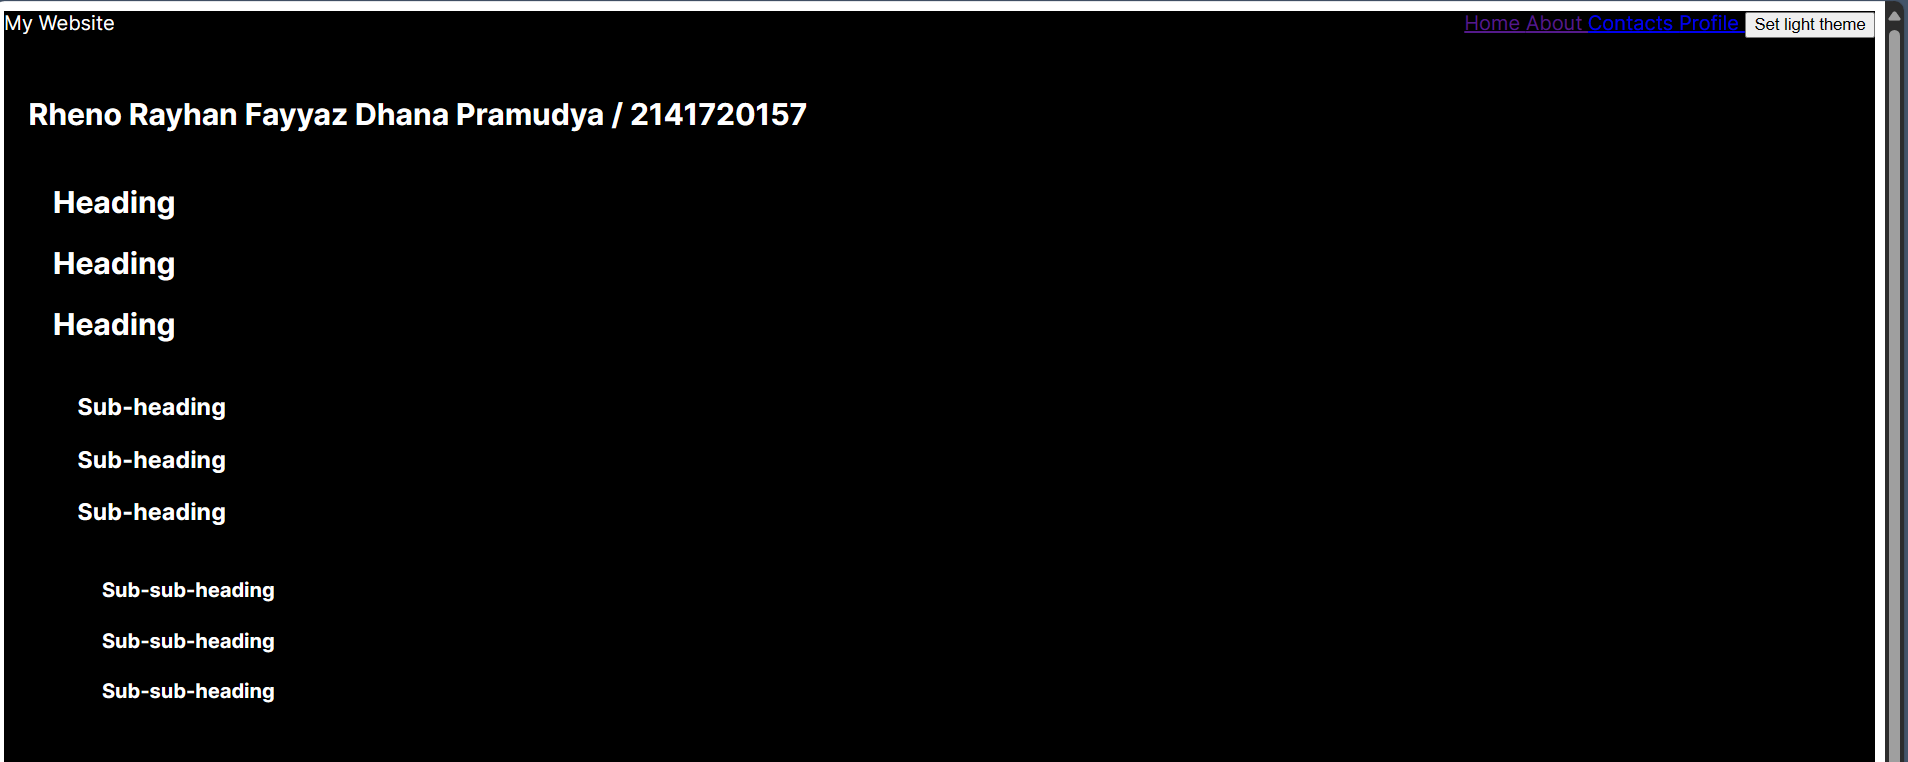 My Website Home About Contacts Profile Set light theme
Rheno Rayhan Fayyaz Dhana Pramudya / 2141720157
Heading
Heading
Heading
Sub-heading
Sub-heading
Sub-heading
Sub-sub-heading
Sub-sub-heading
Sub-sub-heading